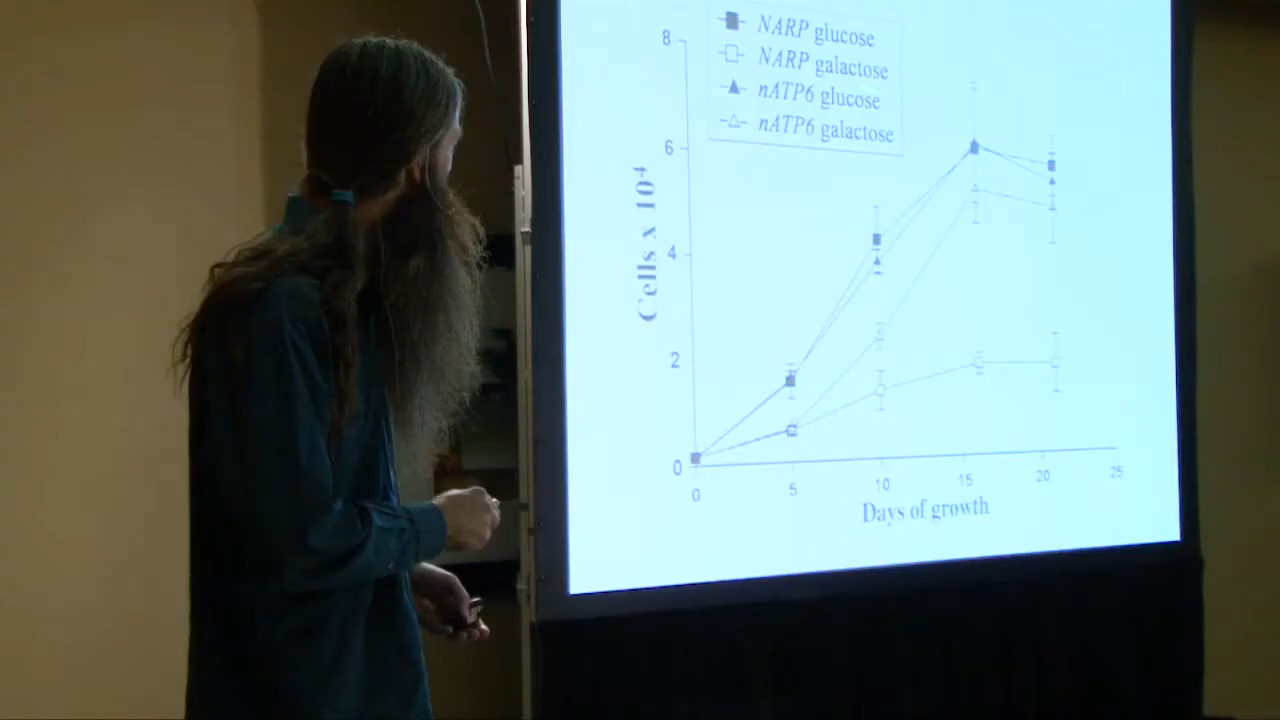 NARP glucose
NARP galactose
nATP6 glucose
nATP6 galactose
8
6
4
2
0
Cells x 10⁴
0 5 10 15 20 25
Days of growth